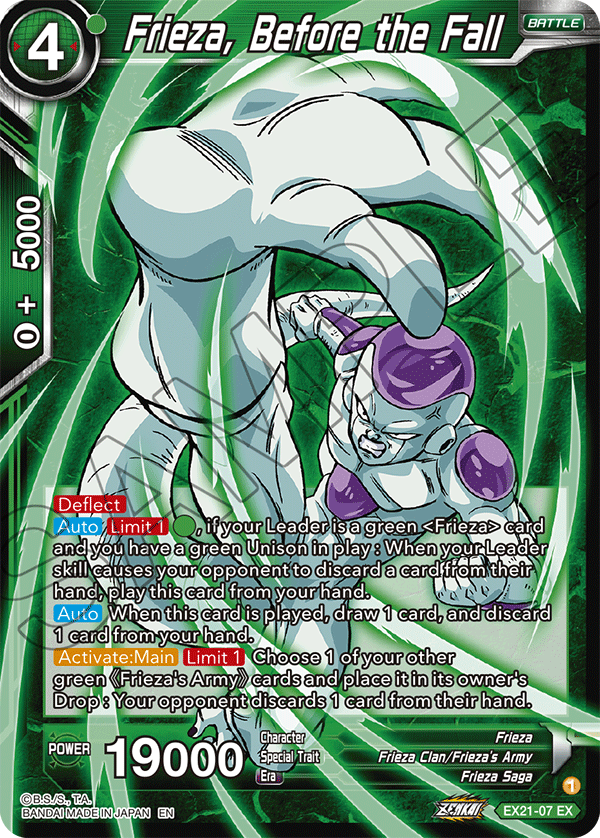 4
Frieza, Before the Fall
BATTLE
0 + 5000
SAMPLE
Deflect
Auto Limit 1 , if your Leader is a green <Frieza> card
and you have a green Unison in play : When your Leader
skill causes your opponent to discard a card from their
hand, play this card from your hand.
Auto When this card is played, draw 1 card, and discard
1 card from your hand.
Activate:Main Limit 1 Choose 1 of your other
green 《Frieza's Army》 cards and place it in its owner's
Drop : Your opponent discards 1 card from their hand.
POWER 19000
Character Frieza
Special Trait Frieza Clan/Frieza's Army
Era Frieza Saga
1
©B.S./S., T.A.
BANDAI MADE IN JAPAN EN
ZENKAI
EX21-07 EX